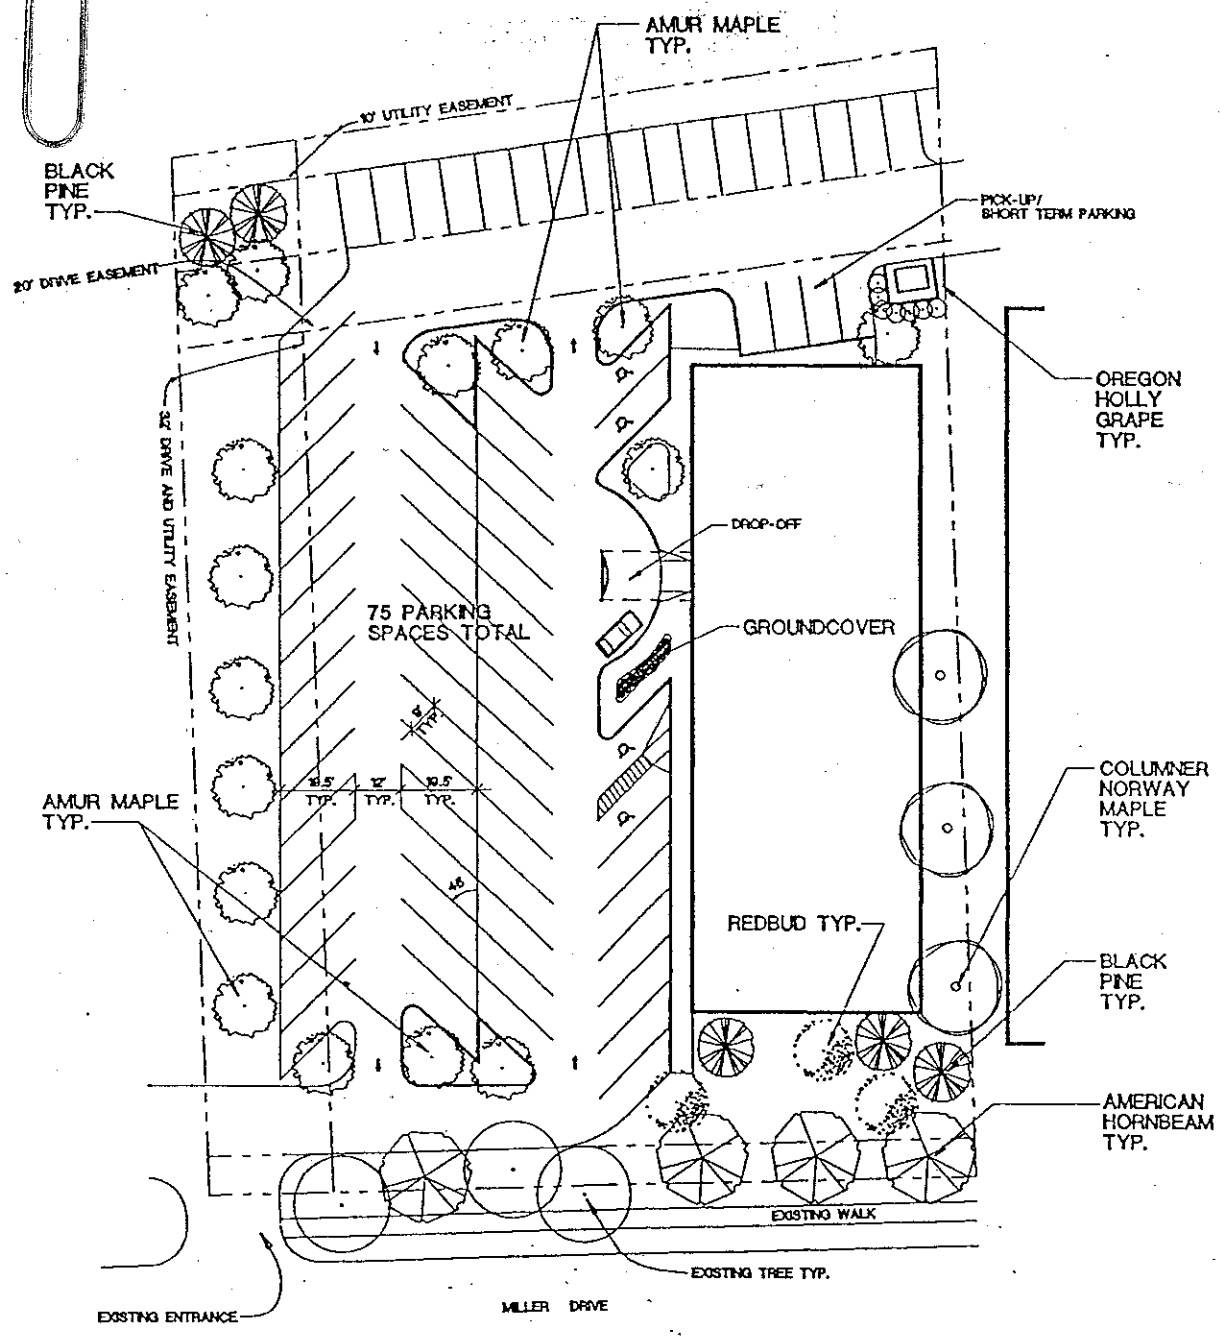 AMUR MAPLE
TYP.
10' UTILITY EASEMENT
BLACK
PINE
TYP.
PICK-UP/
SHORT TERM PARKING
20' DRIVE EASEMENT
OREGON
HOLLY
GRAPE
TYP.
32' DRIVE AND UTILITY EASEMENT
DROP-OFF
75 PARKING
SPACES TOTAL
GROUNDCOVER
9'
TYP.
19.5'
TYP.
12'
TYP.
19.5'
TYP.
COLUMNER
NORWAY
MAPLE
TYP.
AMUR MAPLE
TYP.
45
REDBUD TYP.
BLACK
PINE
TYP.
AMERICAN
HORNBEAM
TYP.
EXISTING WALK
EXISTING TREE TYP.
EXISTING ENTRANCE
MILLER DRIVE